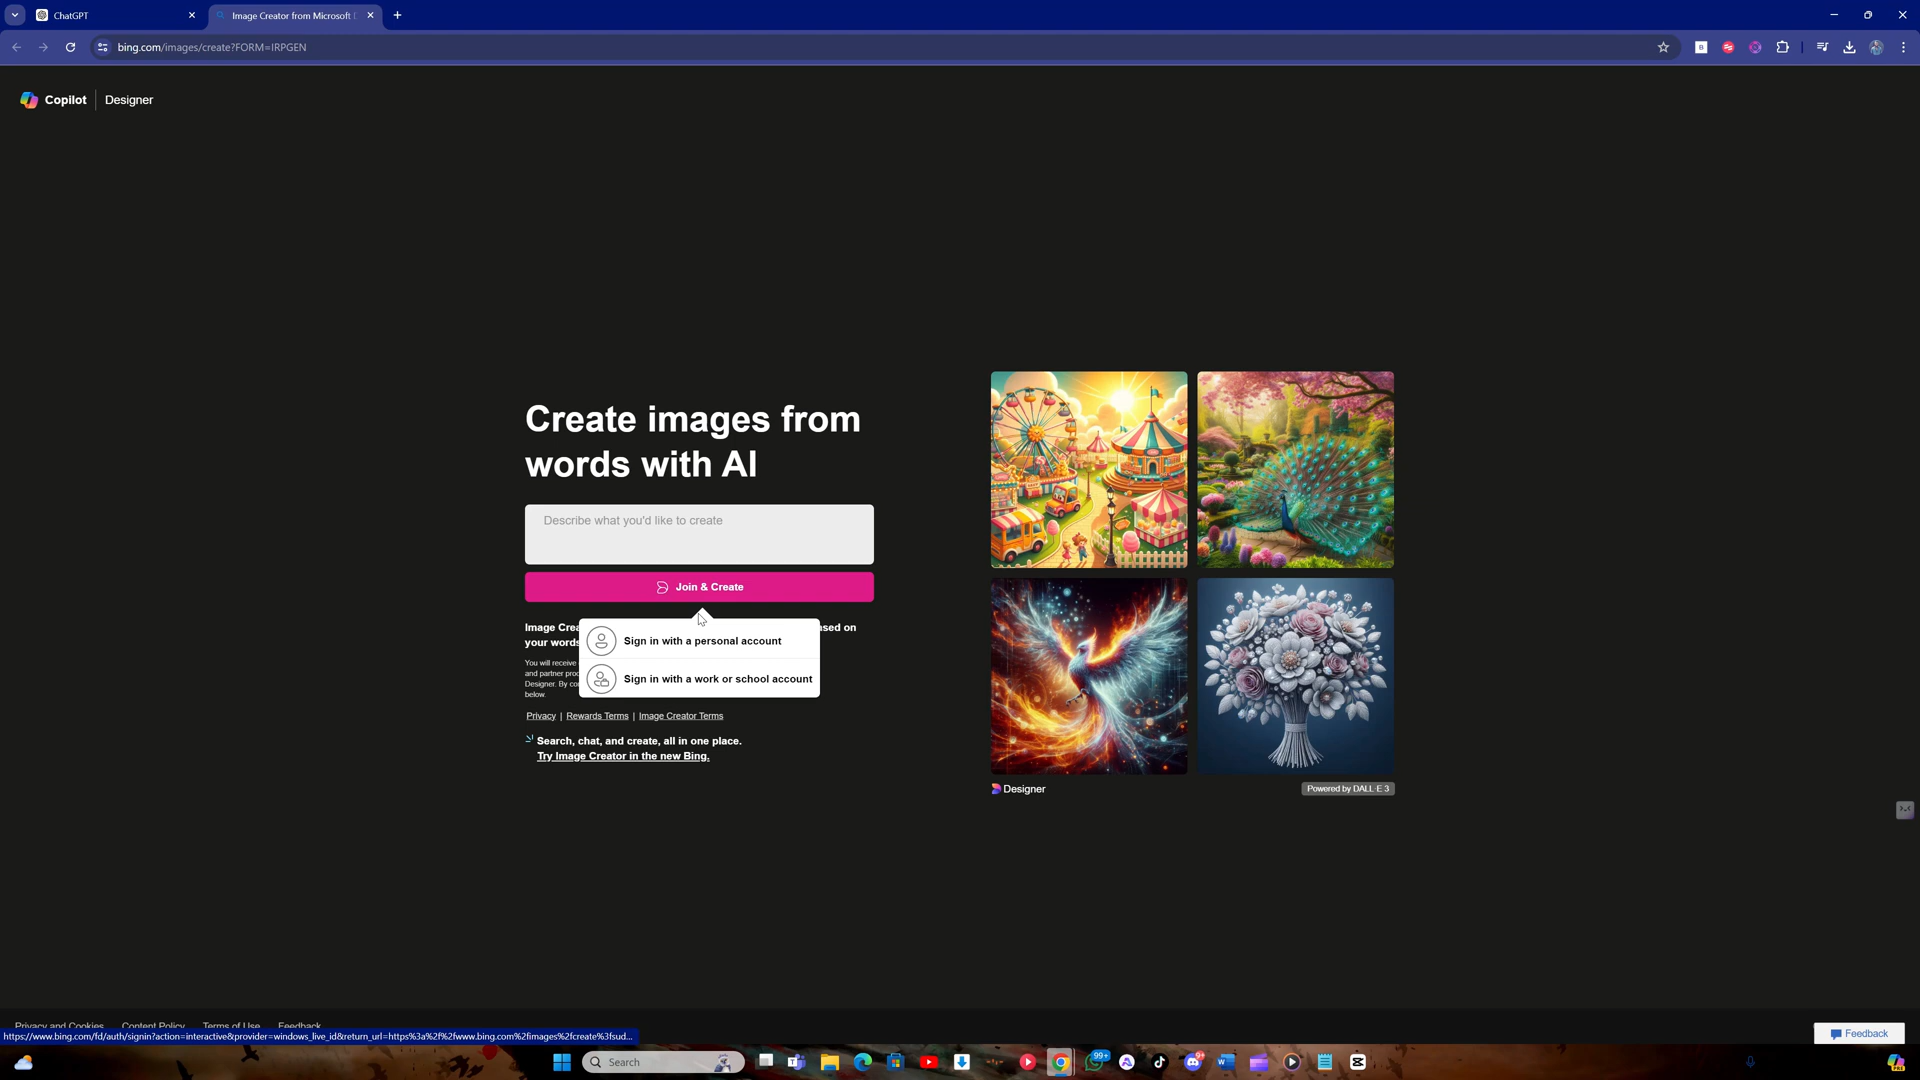 ChatGPT
Image Creator from Microsoft
bing.com/images/create?FORM=IRPGEN
Copilot
Designer
Create images from
words with AI
Describe what you'd like to create
Join & Create
Image Crea
sed on
your words
Sign in with a personal account
You will receive
and partner proc
Designer. By co
below.
Sign in with a work or school account
Privacy | Rewards Terms | Image Creator Terms
Search, chat, and create, all in one place.
Try Image Creator in the new Bing.
Designer
Powered by DALL·E 3
Privacy and Cookies
Content Policy
Terms of Use
Feedback
https://www.bing.com/fd/auth/signin?action=interactive&provider=windows_live_id&return_url=https%3a%2f%2fwww.bing.com%2fimages%2fcreate%3fsud...
Feedback
Search
99+
9+
PRE